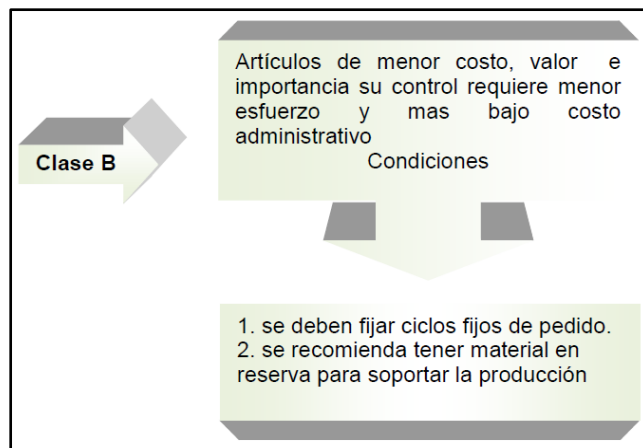 Clase B
Artículos de menor costo, valor e
importancia su control requiere menor
esfuerzo y mas bajo costo
administrativo
Condiciones
1. se deben fijar ciclos fijos de pedido.
2. se recomienda tener material en
reserva para soportar la producción